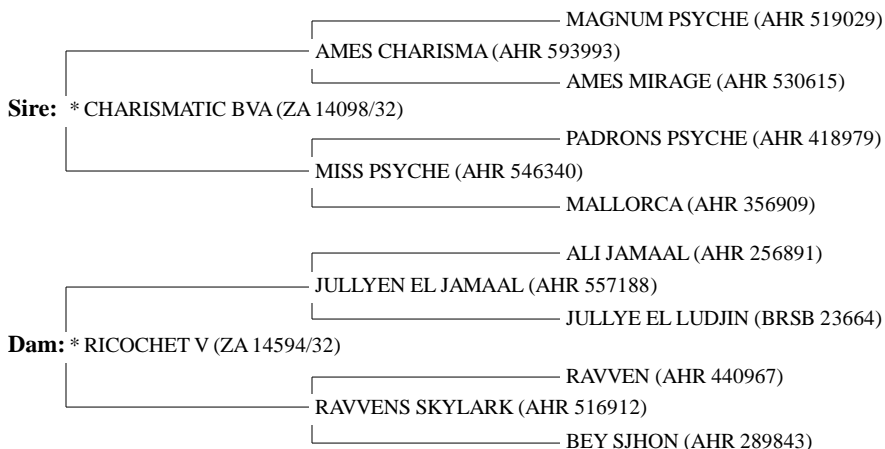 MAGNUM PSYCHE (AHR 519029)
AMES CHARISMA (AHR 593993)
AMES MIRAGE (AHR 530615)
Sire: * CHARISMATIC BVA (ZA 14098/32)
PADRONS PSYCHE (AHR 418979)
MISS PSYCHE (AHR 546340)
MALLORCA (AHR 356909)
ALI JAMAAL (AHR 256891)
JULLYEN EL JAMAAL (AHR 557188)
JULLYE EL LUDJIN (BRSB 23664)
Dam: * RICOCHET V (ZA 14594/32)
RAVVEN (AHR 440967)
RAVVENS SKYLARK (AHR 516912)
BEY SJHON (AHR 289843)